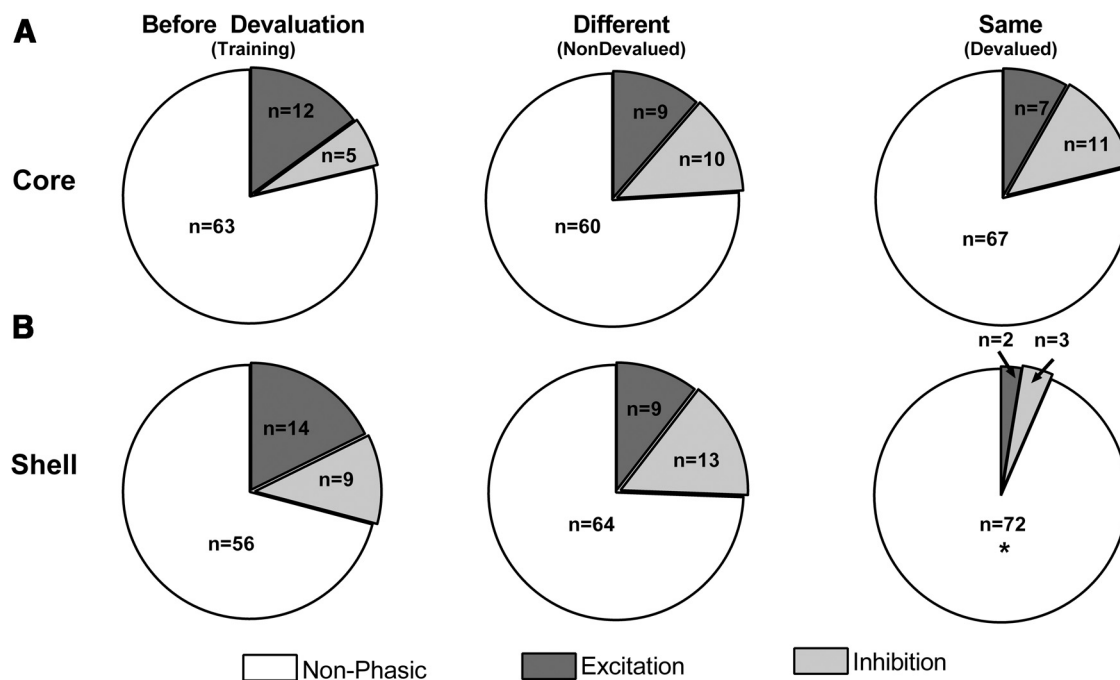 A
Before Devaluation
(Training)
Different
(NonDevalued)
Same
(Devalued)
Core
n=12
n=5
n=63
n=9
n=10
n=60
n=7
n=11
n=67
B
Shell
n=14
n=9
n=56
n=9
n=13
n=64
n=2
n=3
n=72
*
Non-Phasic
Excitation
Inhibition